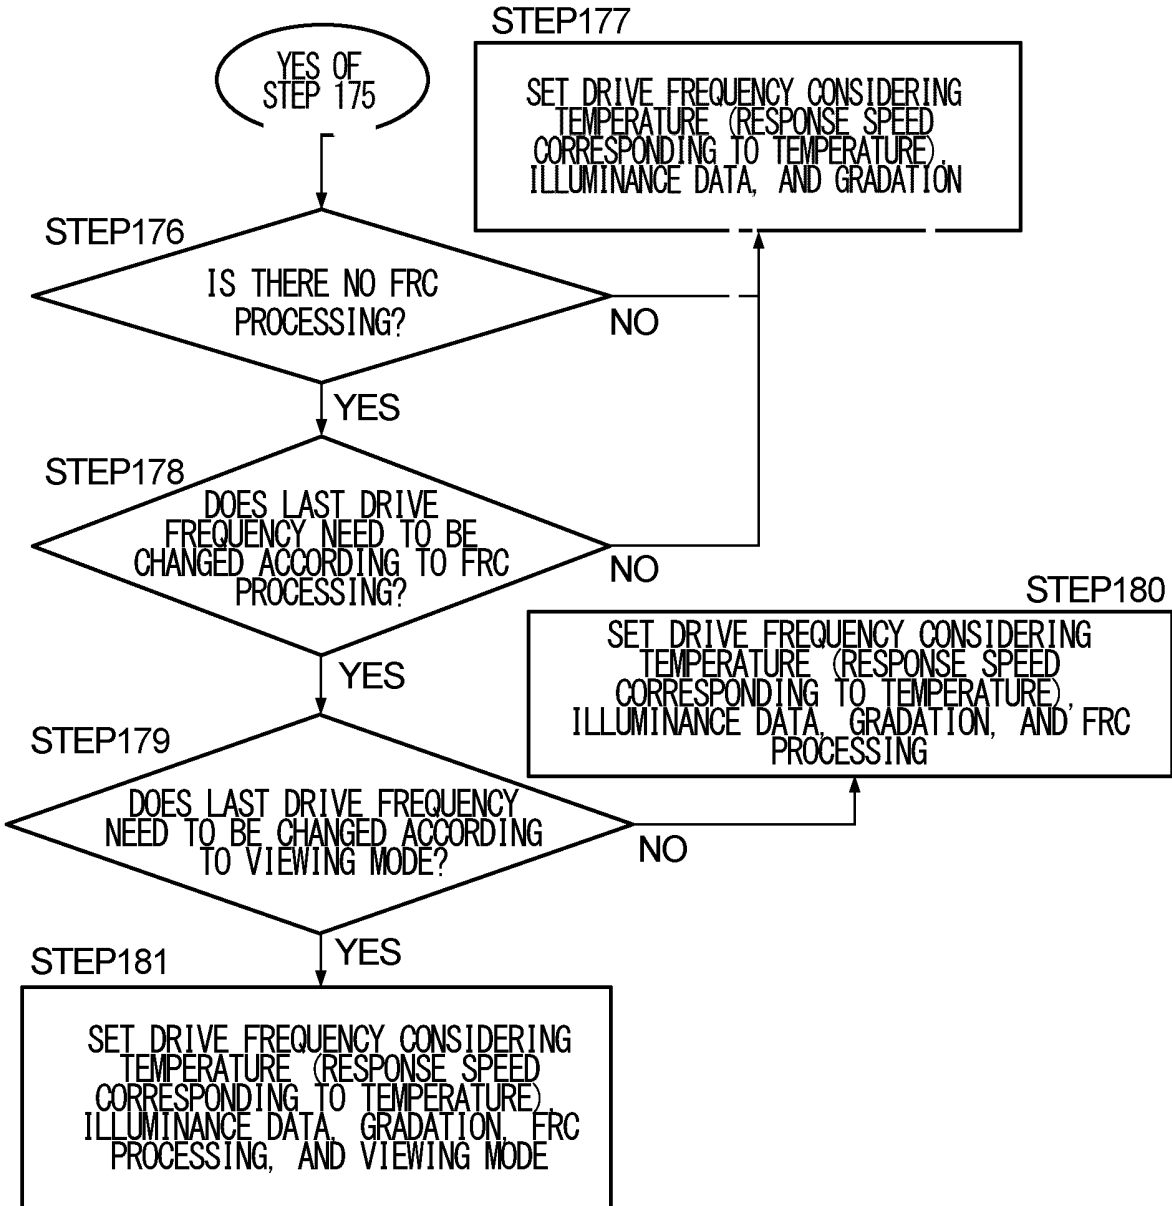 STEP177
YES OF
STEP 175
SET DRIVE FREQUENCY CONSIDERING
TEMPERATURE (RESPONSE SPEED
CORRESPONDING TO TEMPERATURE),
ILLUMINANCE DATA, AND GRADATION
STEP176
IS THERE NO FRC
PROCESSING?
NO
YES
STEP178
DOES LAST DRIVE
FREQUENCY NEED TO BE
CHANGED ACCORDING TO FRC
PROCESSING?
NO
YES
STEP180
SET DRIVE FREQUENCY CONSIDERING
TEMPERATURE (RESPONSE SPEED
CORRESPONDING TO TEMPERATURE),
ILLUMINANCE DATA, GRADATION, AND FRC
PROCESSING
STEP179
DOES LAST DRIVE FREQUENCY
NEED TO BE CHANGED ACCORDING
TO VIEWING MODE?
NO
YES
STEP181
SET DRIVE FREQUENCY CONSIDERING
TEMPERATURE (RESPONSE SPEED
CORRESPONDING TO TEMPERATURE),
ILLUMINANCE DATA, GRADATION, FRC
PROCESSING, AND VIEWING MODE